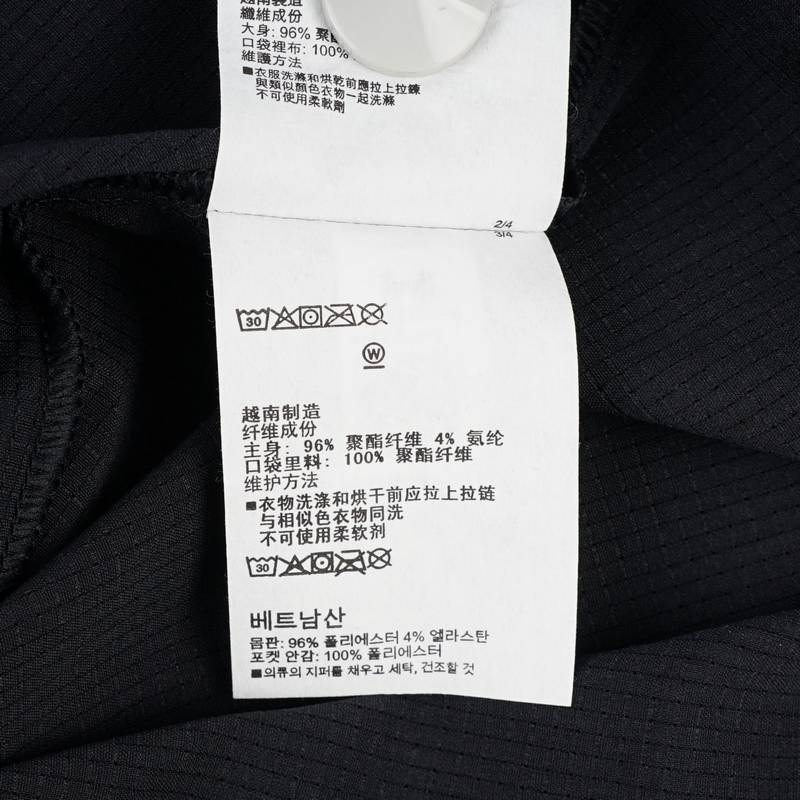 越南製造
纖維成份
大身: 96% 聚
口袋裡布: 100%
維護方法
■衣服洗滌和烘乾前應拉上拉鍊
與類似顏色衣物一起洗滌
不可使用柔軟劑
2/4
3/4
30
W
越南制造
纤维成份
主身: 96% 聚酯纤维 4% 氨纶
口袋里料: 100% 聚酯纤维
维护方法
■衣物洗涤和烘干前应拉上拉链
与相似色衣物同洗
不可使用柔软剂
30
베트남산
몸판: 96% 폴리에스터 4% 엘라스탄
포켓 안감: 100% 폴리에스터
■의류의 지퍼를 채우고 세탁, 건조할 것